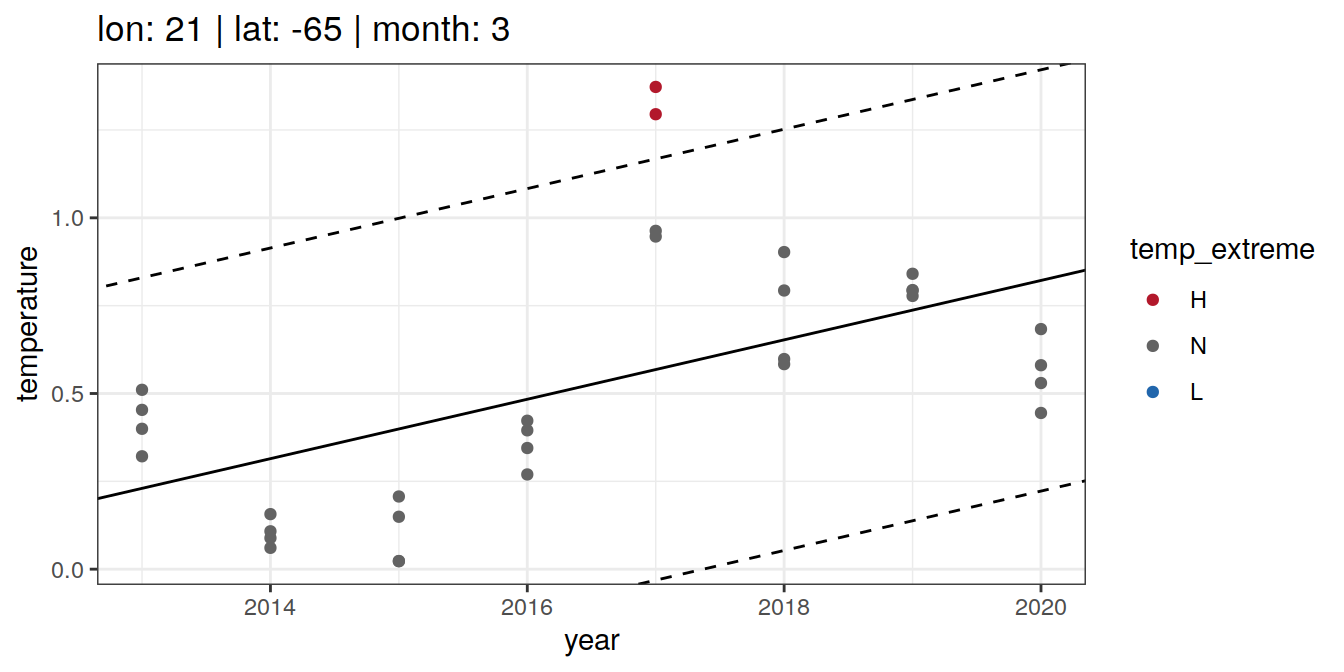 lon: 21 | lat: -65 | month: 3
temperature
1.0
0.5
0.0
2014 2016 2018 2020
year
temp_extreme
H
N
L